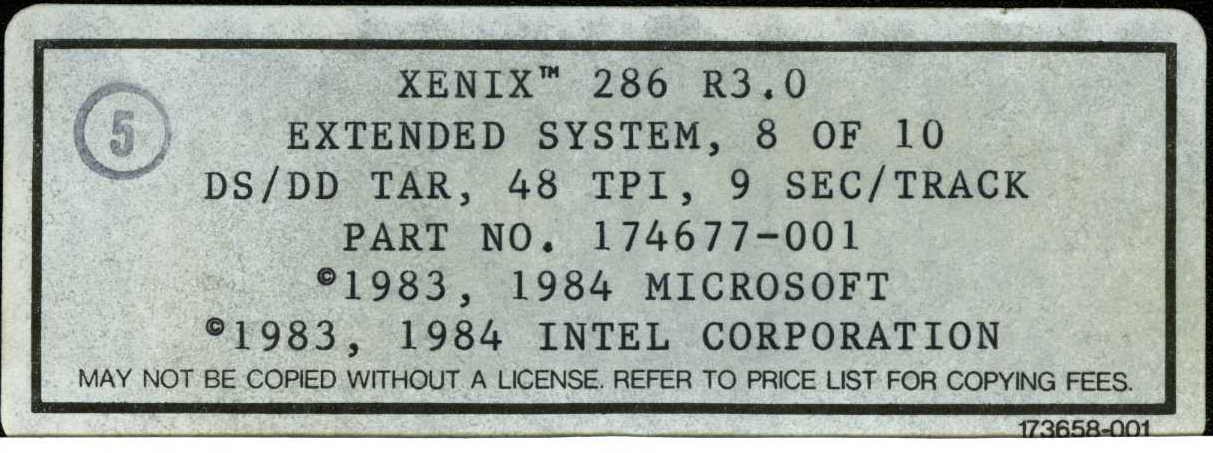 XENIX™ 286 R3.0
5
EXTENDED SYSTEM, 8 OF 10
DS/DD TAR, 48 TPI, 9 SEC/TRACK
PART NO. 174677-001
©1983, 1984 MICROSOFT
©1983, 1984 INTEL CORPORATION
MAY NOT BE COPIED WITHOUT A LICENSE. REFER TO PRICE LIST FOR COPYING FEES.
173658-001